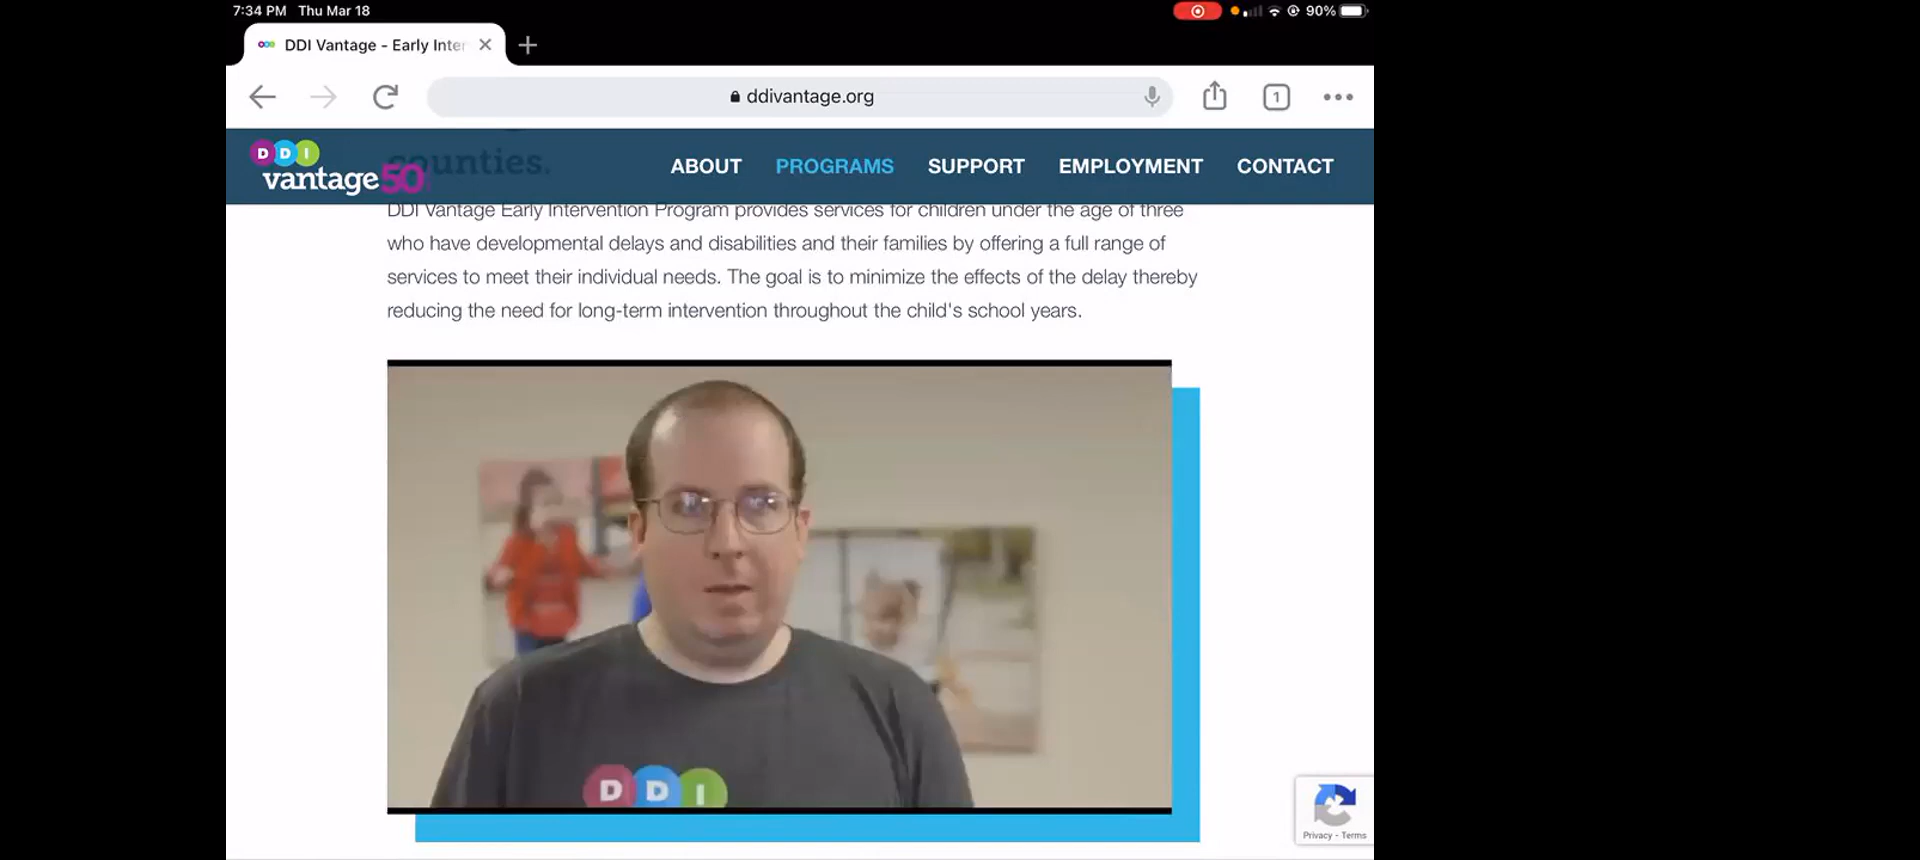 7:34 PM Thu Mar 18
90%
DDI Vantage - Early Inter
ddivantage.org
1
DDI
vantage50
counties.
ABOUT PROGRAMS SUPPORT EMPLOYMENT CONTACT
DDI Vantage Early Intervention Program provides services for children under the age of three
who have developmental delays and disabilities and their families by offering a full range of
services to meet their individual needs. The goal is to minimize the effects of the delay thereby
reducing the need for long-term intervention throughout the child's school years.
DDI
Privacy - Terms